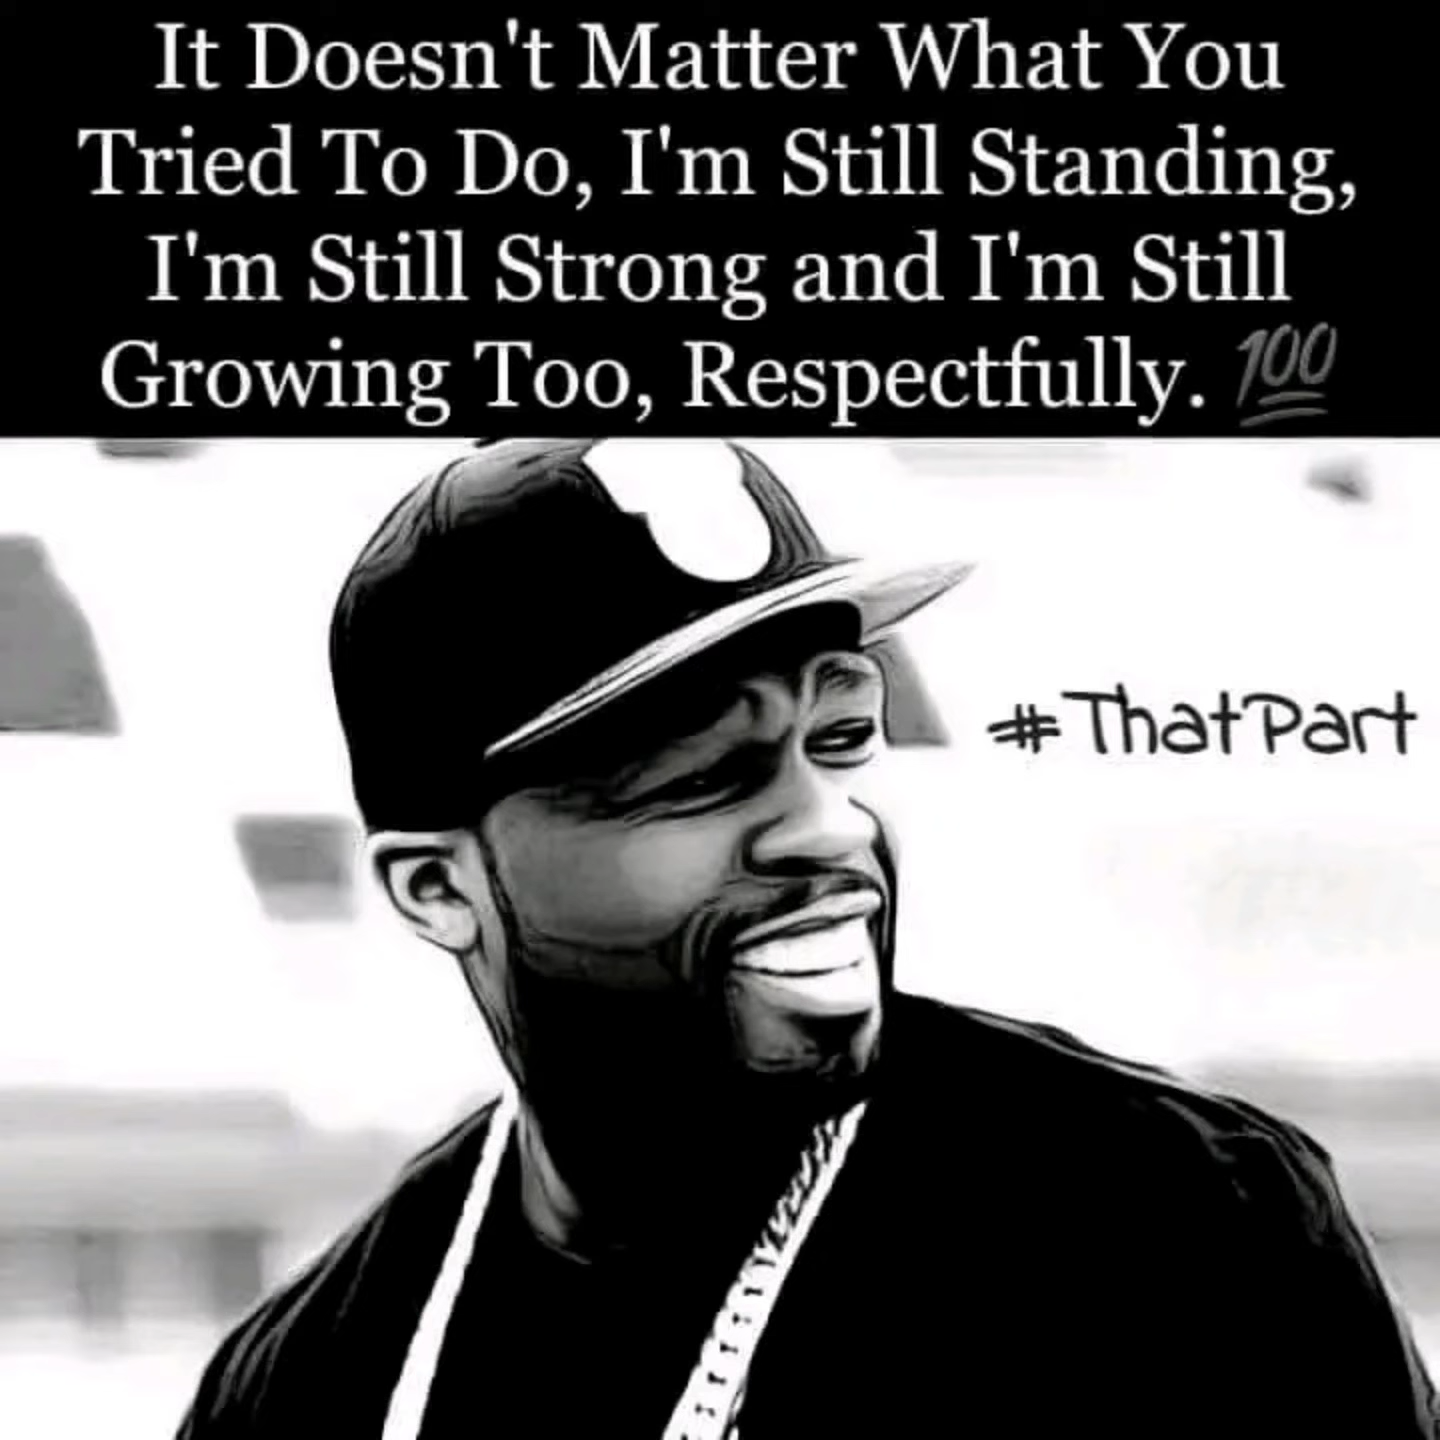 It Doesn't Matter What You
Tried To Do, I'm Still Standing,
I'm Still Strong and I'm Still
Growing Too, Respectfully. 💯
#ThatPart